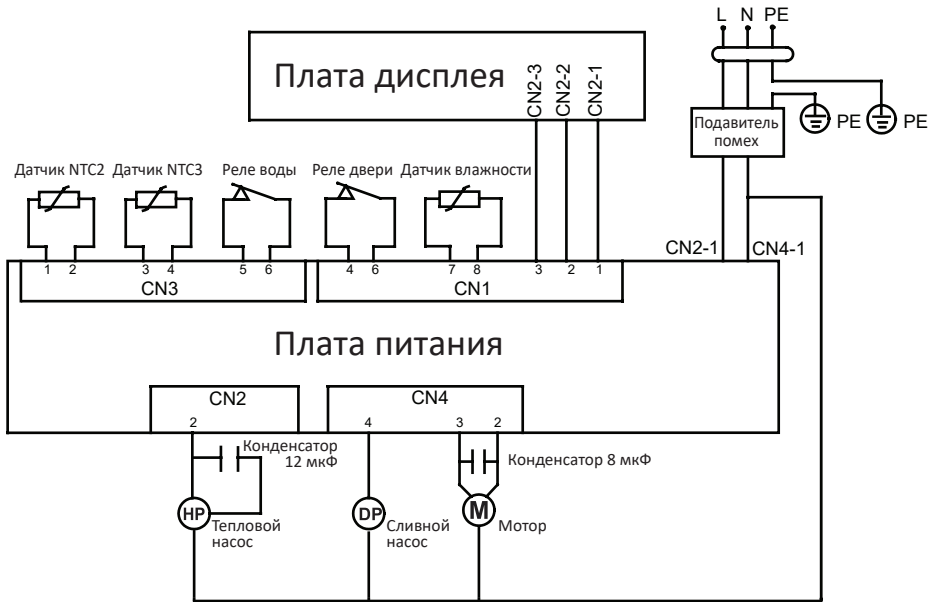 L N PE
Плата дисплея
CN2-3
CN2-2
CN2-1
Подавитель
помех
PE
PE
Датчик NTC2
Датчик NTC3
Реле воды
Реле двери
Датчик влажности
CN2-1
CN4-1
1 2 3 4 5 6
4 6 7 8 3 2 1
CN3
CN1
Плата питания
CN2
CN4
2
4
3
2
Конденсатор
12 мкФ
Конденсатор 8 мкФ
HP
Тепловой
насос
DP
Сливной
насос
M
Мотор